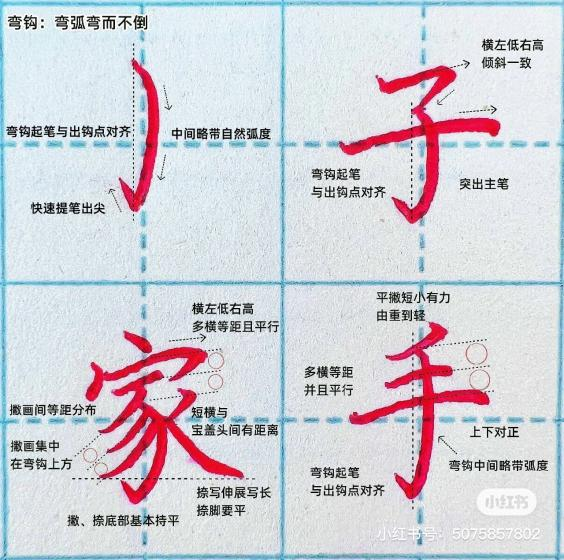 弯钩：弯弧弯而不倒
弯钩起笔与出钩点对齐
中间略带自然弧度
快速提笔出尖
横左低右高
倾斜一致
子
弯钩起笔
与出钩点对齐
突出主笔
横左低右高
多横等距且平行
家
撇画间等距分布
短横与
宝盖头间有距离
撇画集中
在弯钩上方
捺写伸展写长
捺脚要平
撇、捺底部基本持平
平撇短小有力
由重到轻
手
多横等距
并且平行
上下对正
弯钩中间略带弧度
弯钩起笔
与出钩点对齐
小红书
小红书号：5075857802